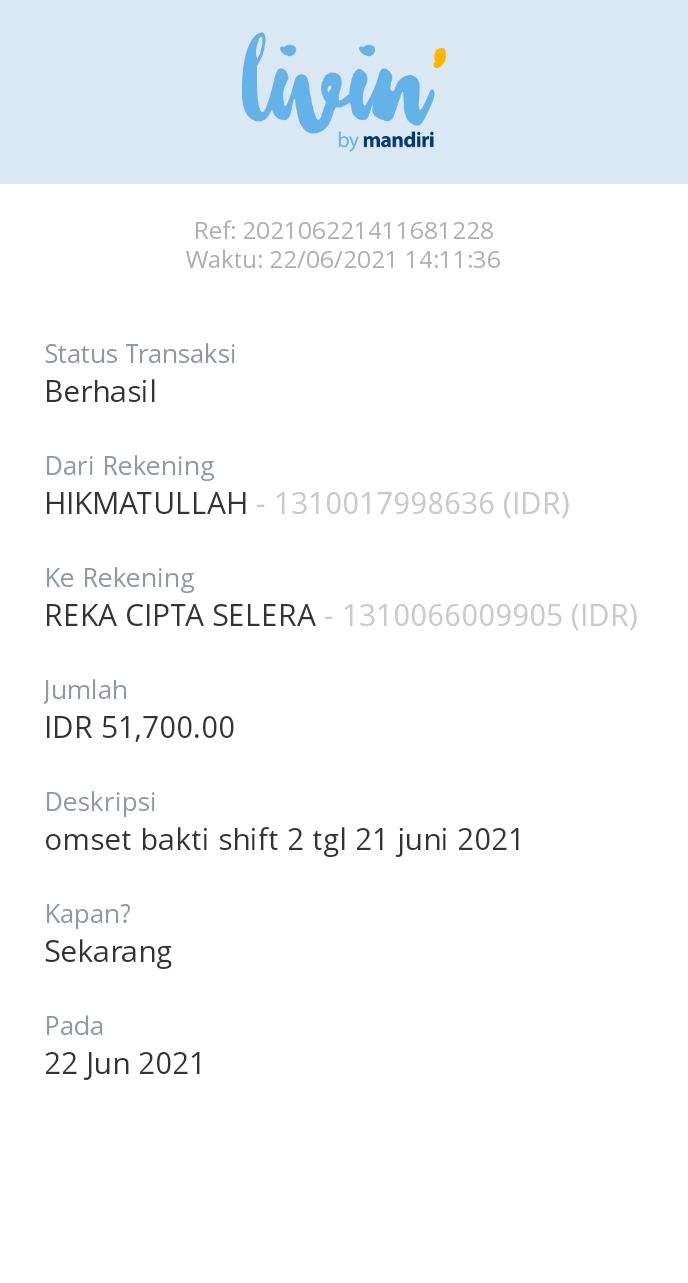 livin'
by mandiri
Ref: 202106221411681228
Waktu: 22/06/2021 14:11:36
Status Transaksi
Berhasil
Dari Rekening
HIKMATULLAH - 1310017998636 (IDR)
Ke Rekening
REKA CIPTA SELERA - 1310066009905 (IDR)
Jumlah
IDR 51,700.00
Deskripsi
omset bakti shift 2 tgl 21 juni 2021
Kapan?
Sekarang
Pada
22 Jun 2021